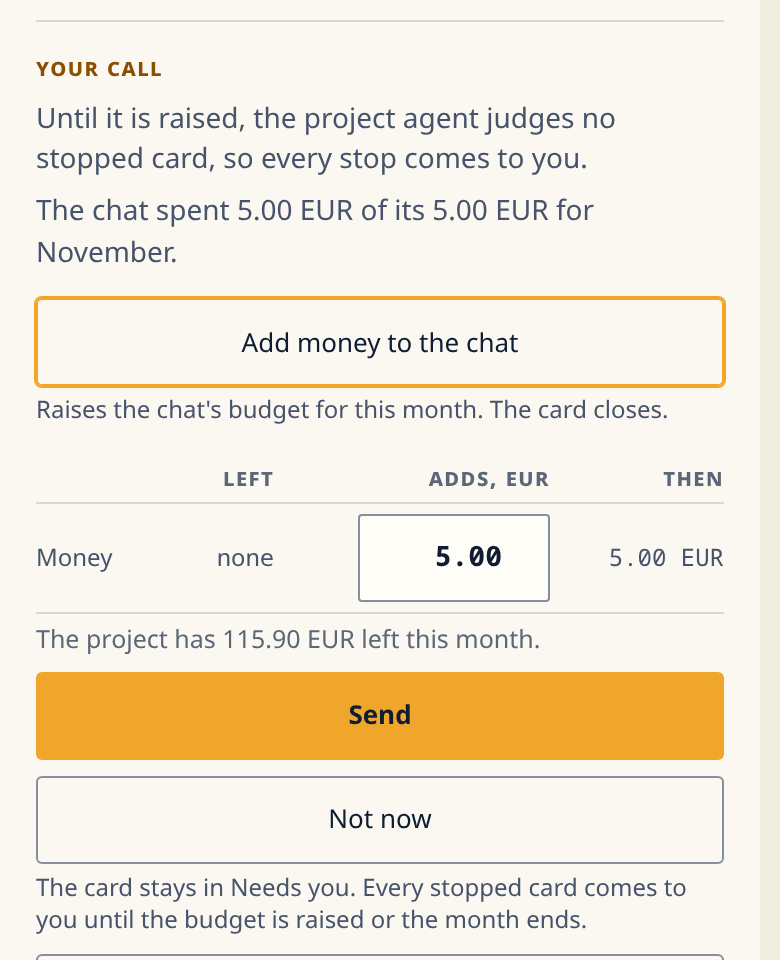 YOUR CALL
Until it is raised, the project agent judges no
stopped card, so every stop comes to you.
The chat spent 5.00 EUR of its 5.00 EUR for
November.
Add money to the chat
Raises the chat's budget for this month. The card closes.
LEFT ADDS, EUR THEN
Money none 5.00 5.00 EUR
The project has 115.90 EUR left this month.
Send
Not now
The card stays in Needs you. Every stopped card comes to
you until the budget is raised or the month ends.